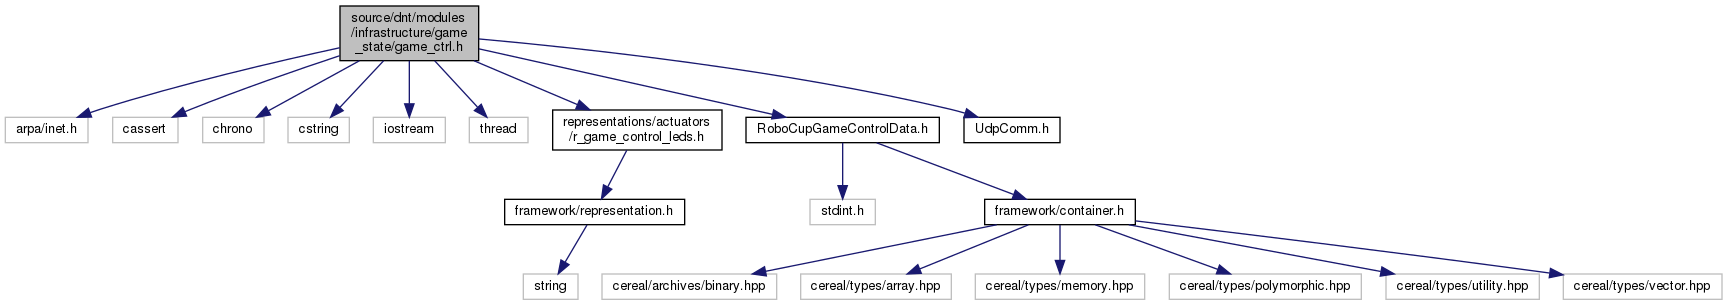 source/dnt/modules
/infrastructure/game
_state/game_ctrl.h
arpa/inet.h
cassert
chrono
cstring
iostream
thread
representations/actuators
/r_game_control_leds.h
RoboCupGameControlData.h
UdpComm.h
framework/representation.h
stdint.h
framework/container.h
string
cereal/archives/binary.hpp
cereal/types/array.hpp
cereal/types/memory.hpp
cereal/types/polymorphic.hpp
cereal/types/utility.hpp
cereal/types/vector.hpp